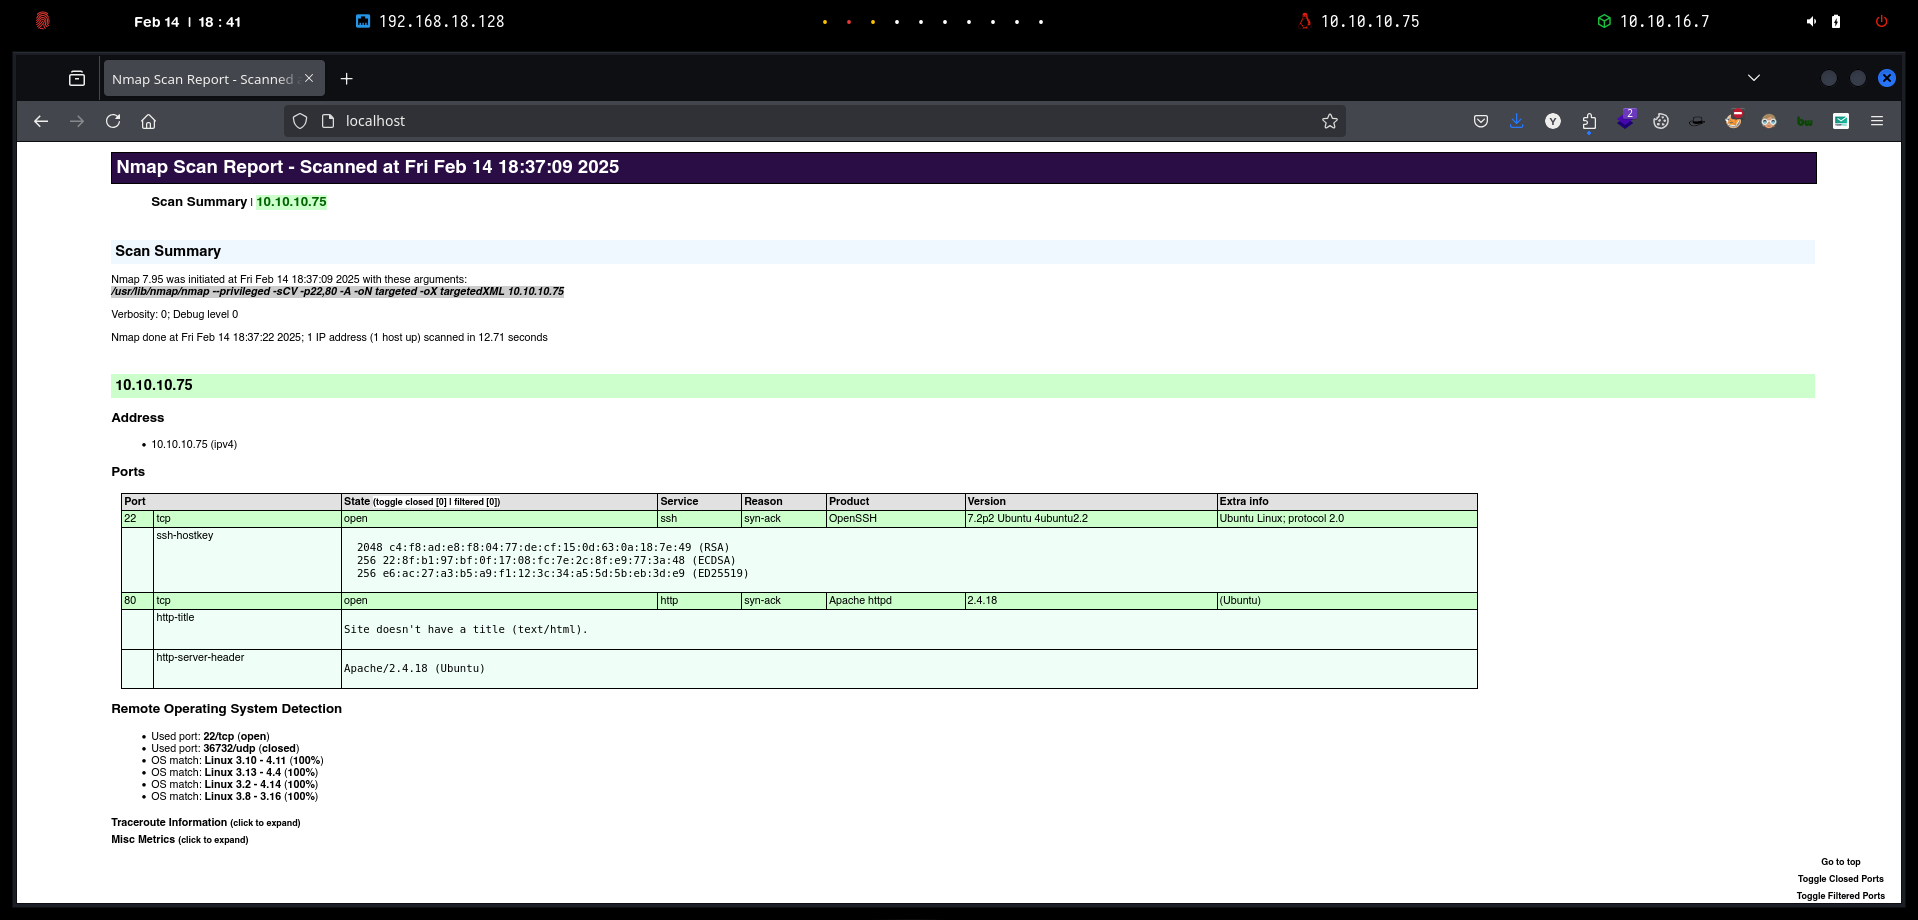 Feb 14 | 18 : 41
192.168.18.128
10.10.10.75
10.10.16.7
Nmap Scan Report - Scanned
localhost
Y
2
bw
Nmap Scan Report - Scanned at Fri Feb 14 18:37:09 2025
Scan Summary | 10.10.10.75
Scan Summary
Nmap 7.95 was initiated at Fri Feb 14 18:37:09 2025 with these arguments:
/usr/lib/nmap/nmap --privileged -sCV -p22,80 -A -oN targeted -oX targetedXML 10.10.10.75
Verbosity: 0; Debug level 0
Nmap done at Fri Feb 14 18:37:22 2025; 1 IP address (1 host up) scanned in 12.71 seconds
10.10.10.75
Address
• 10.10.10.75 (ipv4)
Ports
Port State (toggle closed [0] | filtered [0]) Service Reason Product Version Extra info
22 tcp open ssh syn-ack OpenSSH 7.2p2 Ubuntu 4ubuntu2.2 Ubuntu Linux; protocol 2.0
ssh-hostkey
2048 c4:f8:ad:e8:f8:04:77:de:cf:15:0d:63:0a:18:7e:49 (RSA)
256 22:8f:b1:97:bf:0f:17:08:fc:7e:2c:8f:e9:77:3a:48 (ECDSA)
256 e6:ac:27:a3:b5:a9:f1:12:3c:34:a5:5d:5b:eb:3d:e9 (ED25519)
80 tcp open http syn-ack Apache httpd 2.4.18 (Ubuntu)
http-title
Site doesn't have a title (text/html).
http-server-header
Apache/2.4.18 (Ubuntu)
Remote Operating System Detection
• Used port: 22/tcp (open)
• Used port: 36732/udp (closed)
• OS match: Linux 3.10 - 4.11 (100%)
• OS match: Linux 3.13 - 4.4 (100%)
• OS match: Linux 3.2 - 4.14 (100%)
• OS match: Linux 3.8 - 3.16 (100%)
Traceroute Information (click to expand)
Misc Metrics (click to expand)
Go to top
Toggle Closed Ports
Toggle Filtered Ports